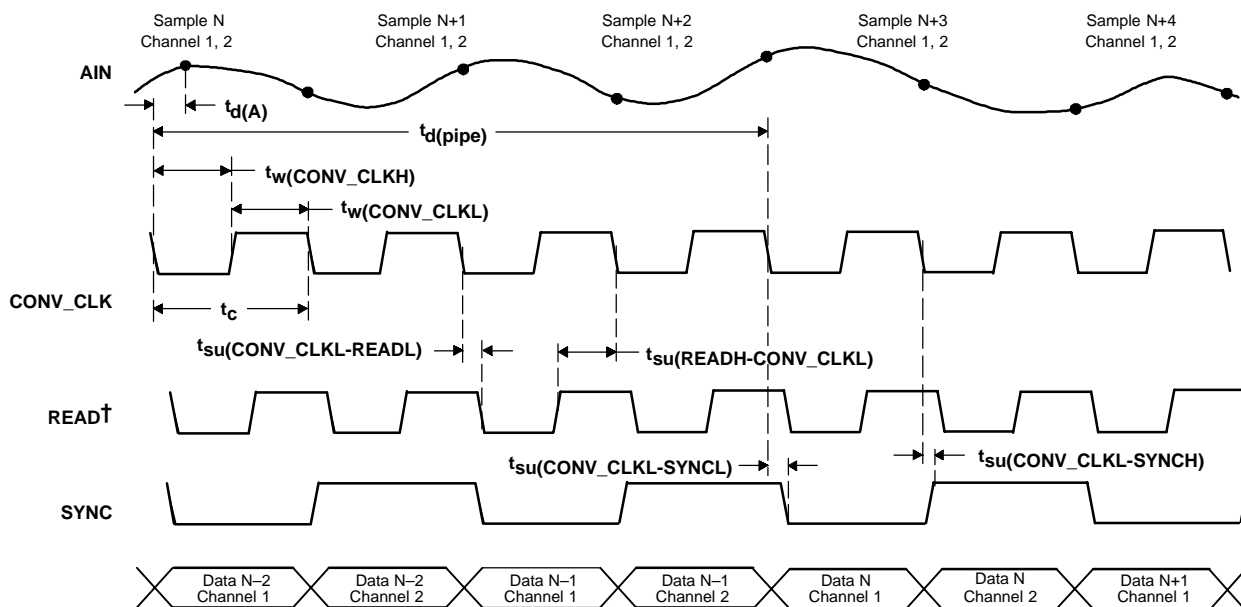 Sample N
Channel 1, 2
Sample N+1
Channel 1, 2
Sample N+2
Channel 1, 2
Sample N+3
Channel 1, 2
Sample N+4
Channel 1, 2
AIN
td(A)
td(pipe)
tw(CONV_CLKH)
tw(CONV_CLKL)
CONV_CLK
tc
tsu(CONV_CLKL-READL)
tsu(READH-CONV_CLKL)
READ†
tsu(CONV_CLKL-SYNCL)
tsu(CONV_CLKL-SYNCH)
SYNC
Data N–2
Channel 1
Data N–2
Channel 2
Data N–1
Channel 1
Data N–1
Channel 2
Data N
Channel 1
Data N
Channel 2
Data N+1
Channel 1